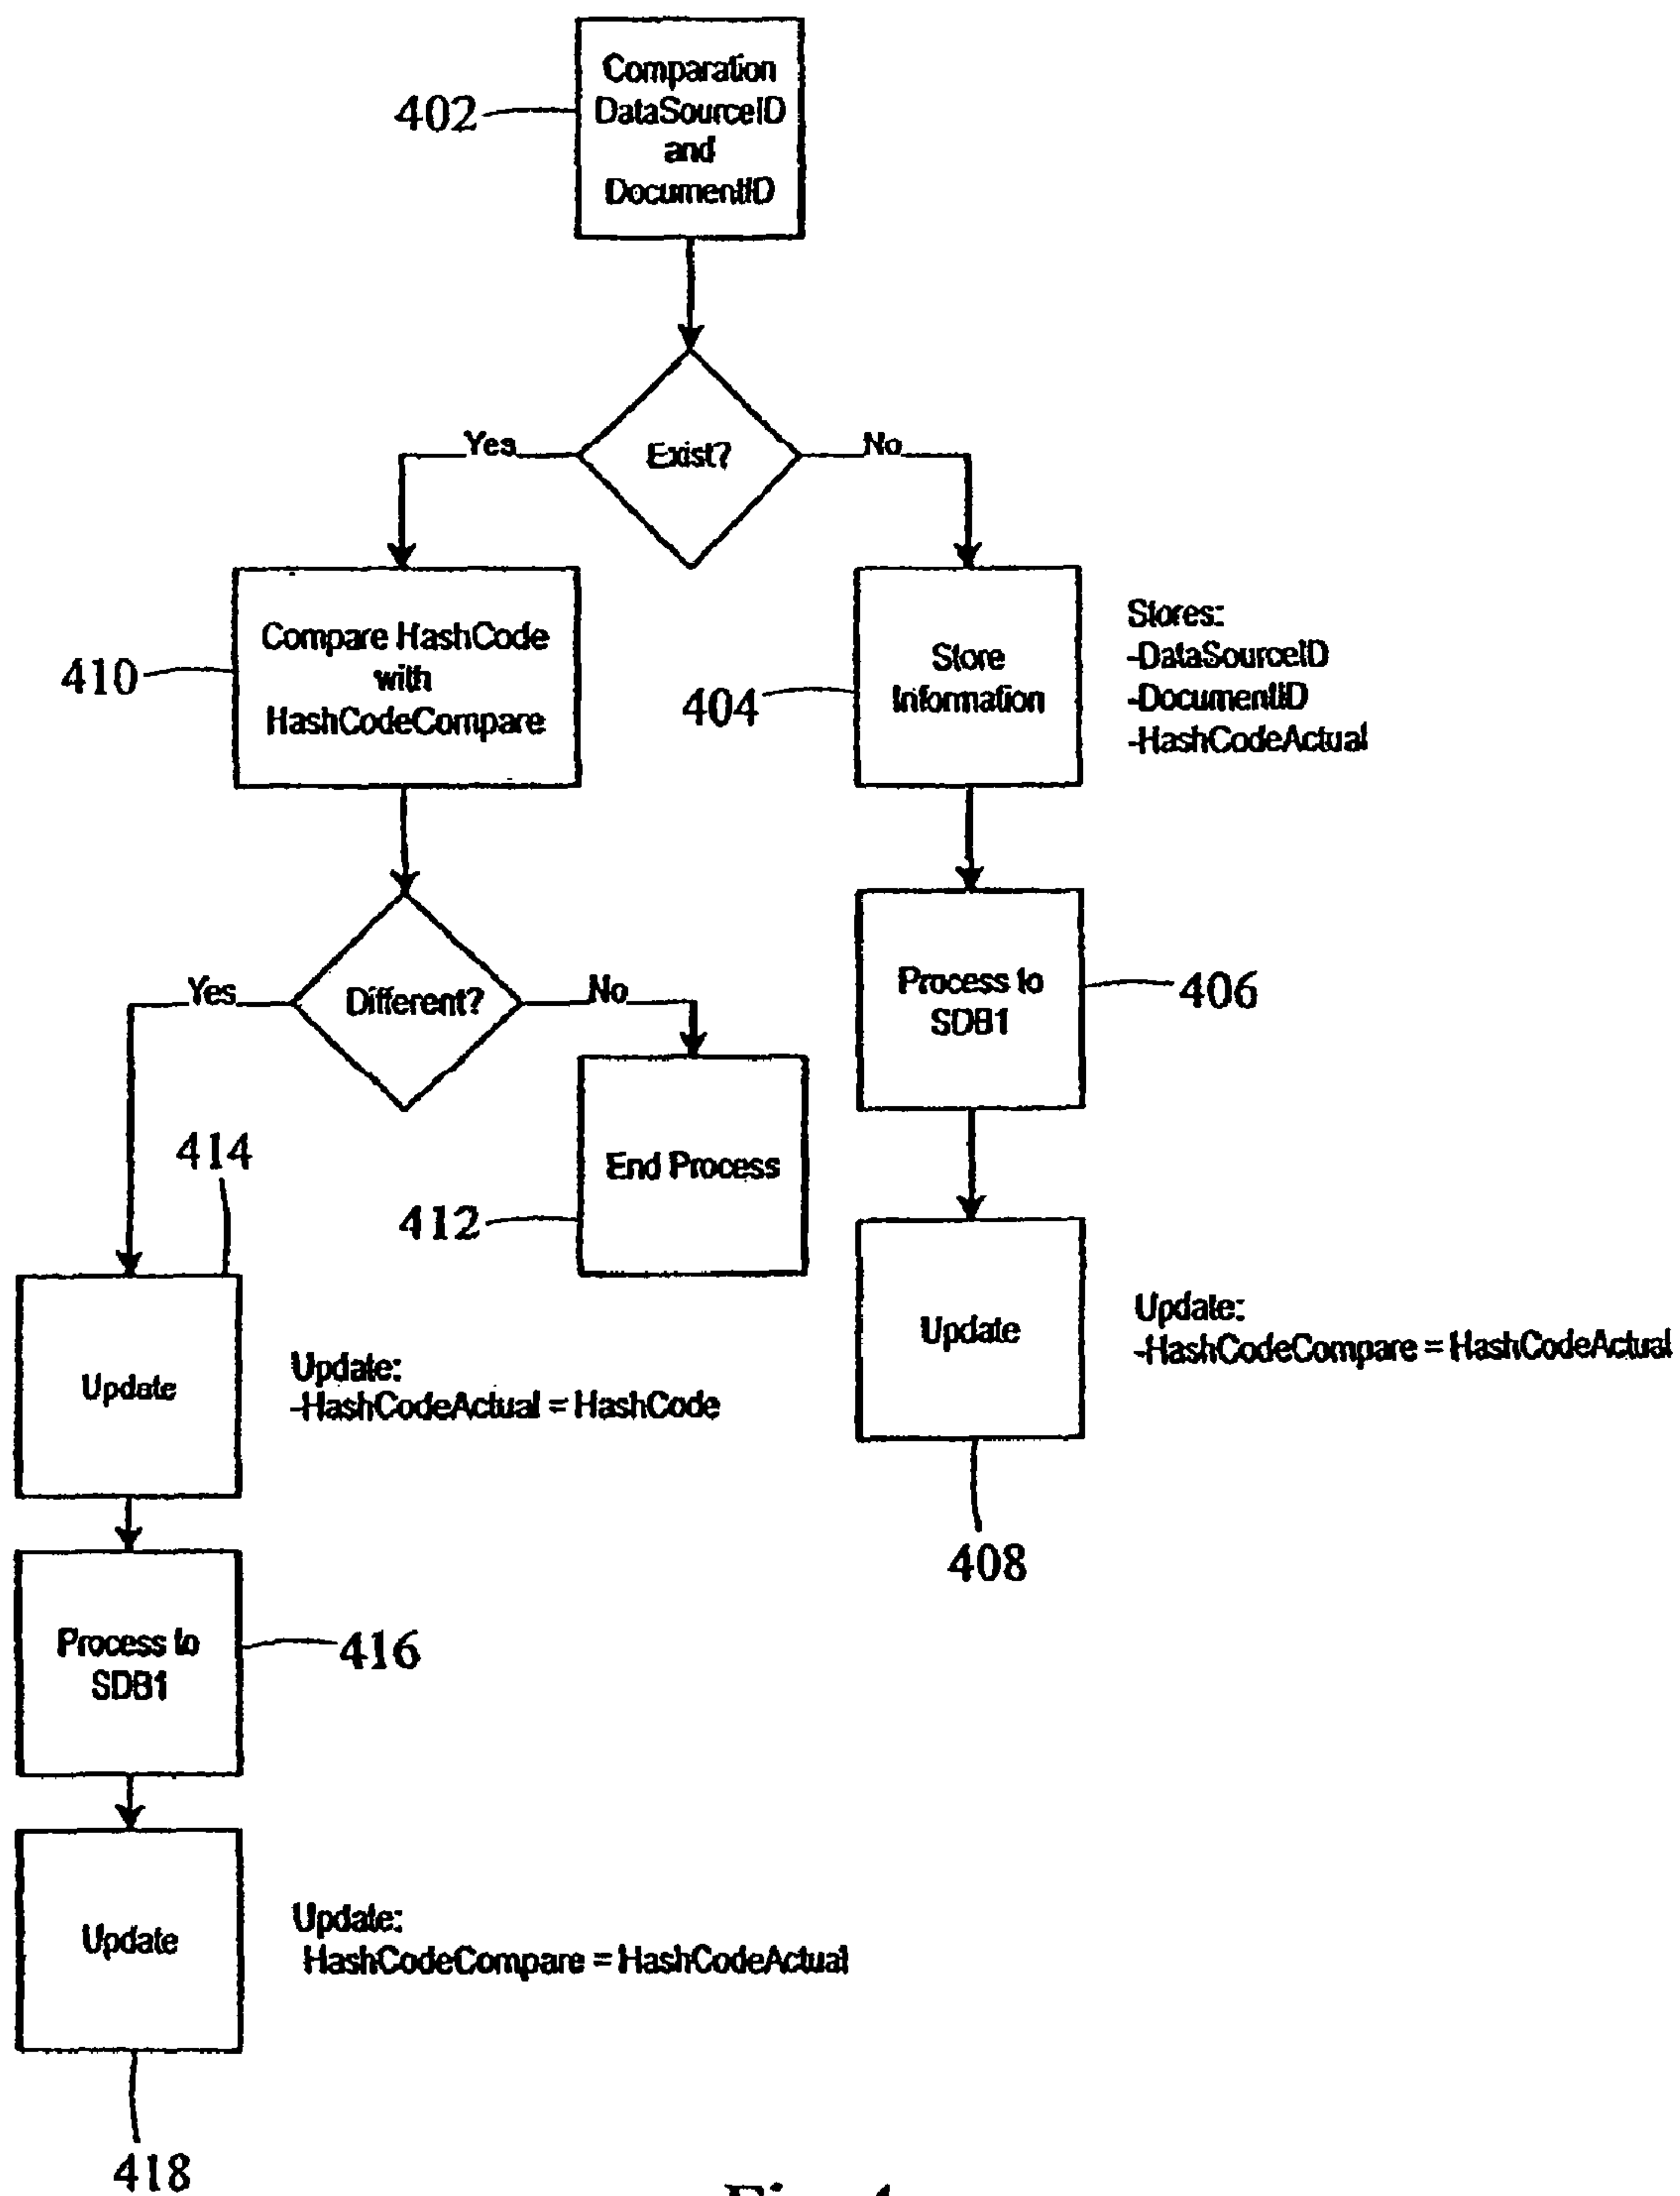 Comparation
DataSourceID
and
DocumentID
402
Exist?
Yes
No
Compare HashCode
with
HashCodeCompare
410
Store
Information
404
Stores:
-DataSourceID
-DocumentID
-HashCodeActual
Different?
Yes
No
Process to
SDB1
406
End Process
412
414
Update
Update:
-HashCodeActual = HashCode
Update
Update:
-HashCodeCompare = HashCodeActual
408
Process to
SDB1
416
Update
Update:
HashCodeCompare = HashCodeActual
418